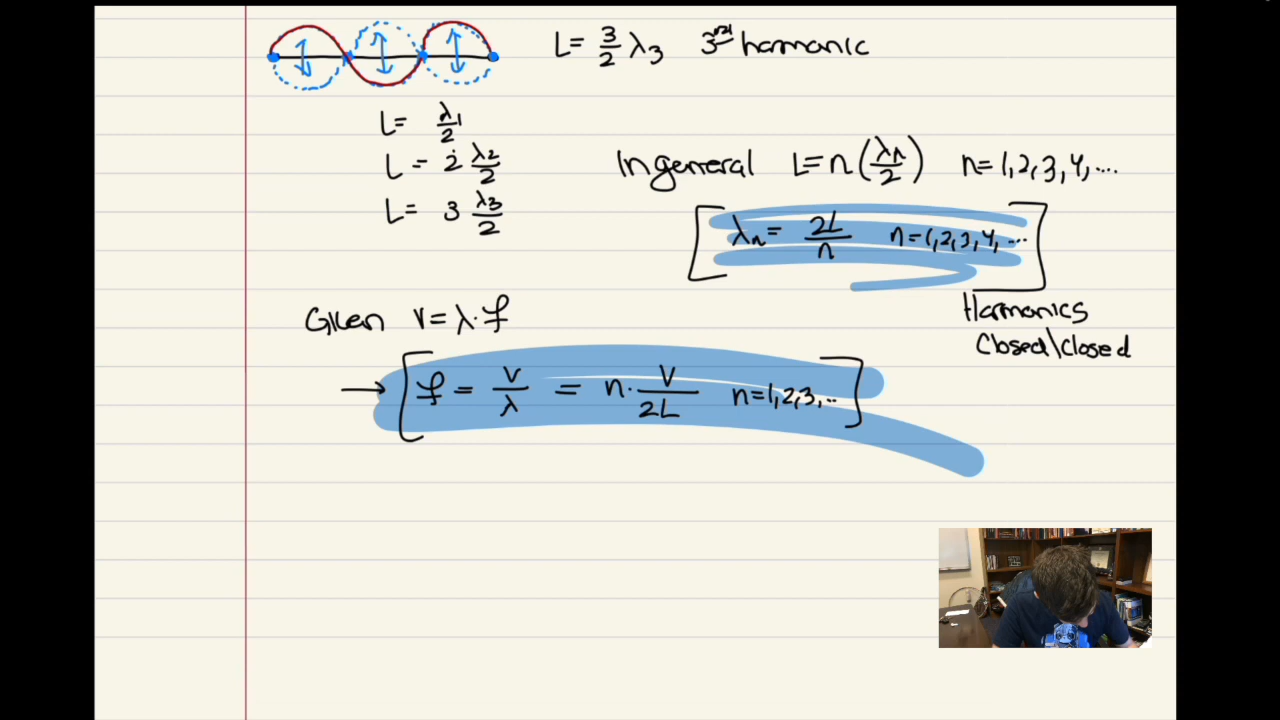 L = 3/2 λ₃ 3rd harmonic
L = λ₁/2
L = 2 λ₂/2
In general L = n (λₙ/2) n = 1, 2, 3, 4, ...
L = 3 λ₃/2
[ λₙ = 2L/n n = 1, 2, 3, 4, ... ]
Harmonics
Closed\closed
Given v = λ · f
→ [ f = v/λ = n · v/2L n = 1, 2, 3, .. ]